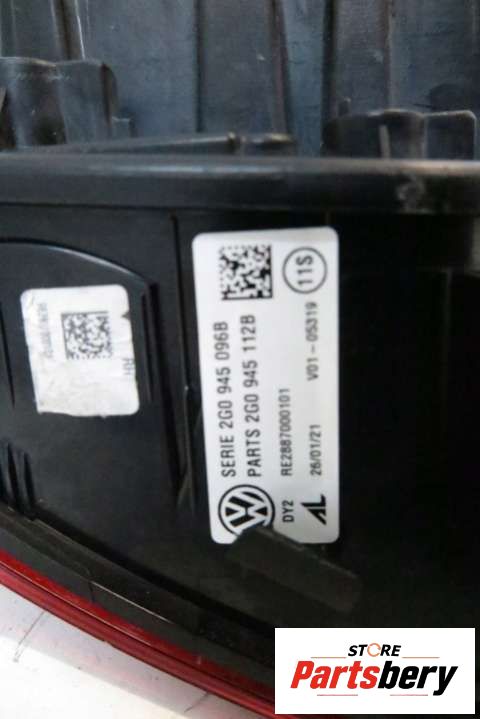 SERIE 2G0 945 096B
PARTS 2G0 945 112B
RE2887000101
DY2
26/01/21
V01-05319
11S
AL
RH
STORE
Partsbery